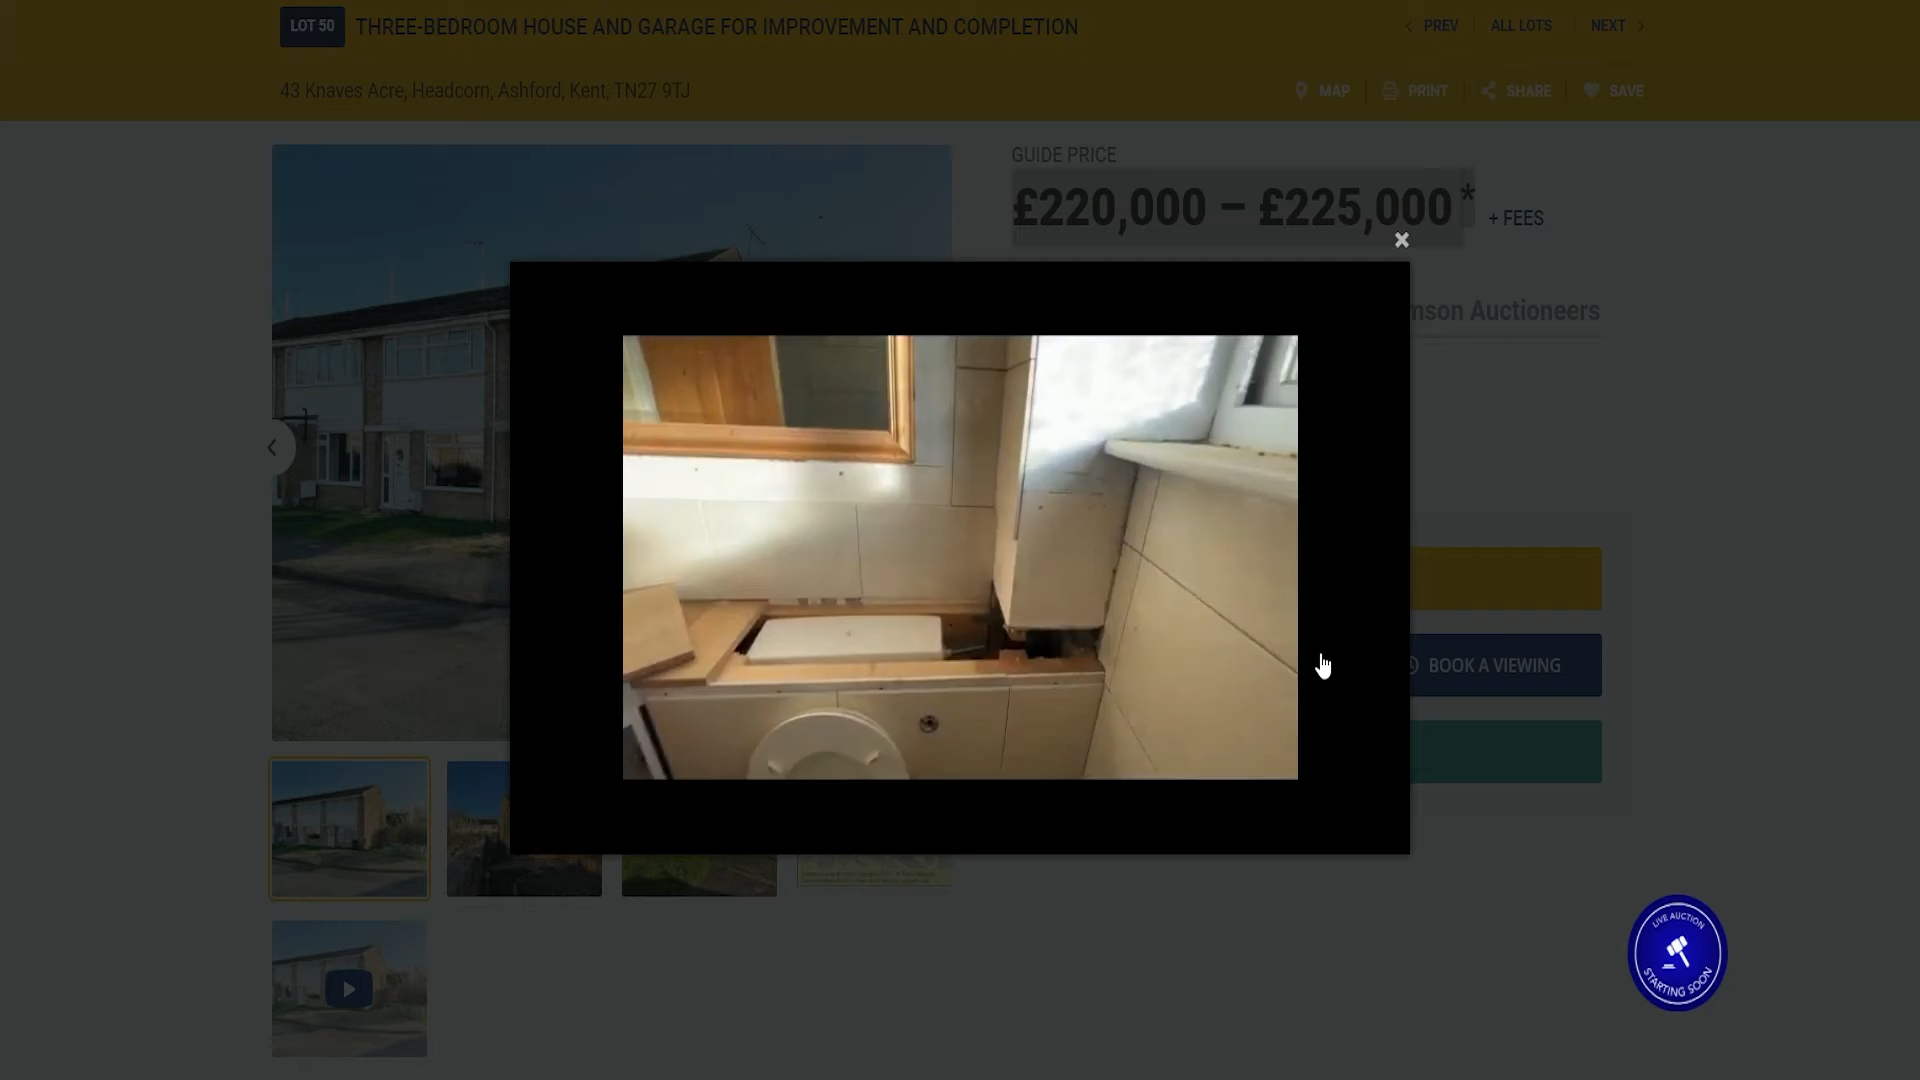 LOT 50
THREE-BEDROOM HOUSE AND GARAGE FOR IMPROVEMENT AND COMPLETION
PREV
ALL LOTS
NEXT
43 Knaves Acre, Headcorn, Ashford, Kent, TN27 9TJ
MAP
PRINT
SHARE
SAVE
GUIDE PRICE
£220,000 – £225,000 *
+ FEES
mson Auctioneers
BOOK A VIEWING
LIVE AUCTION
STARTING SOON